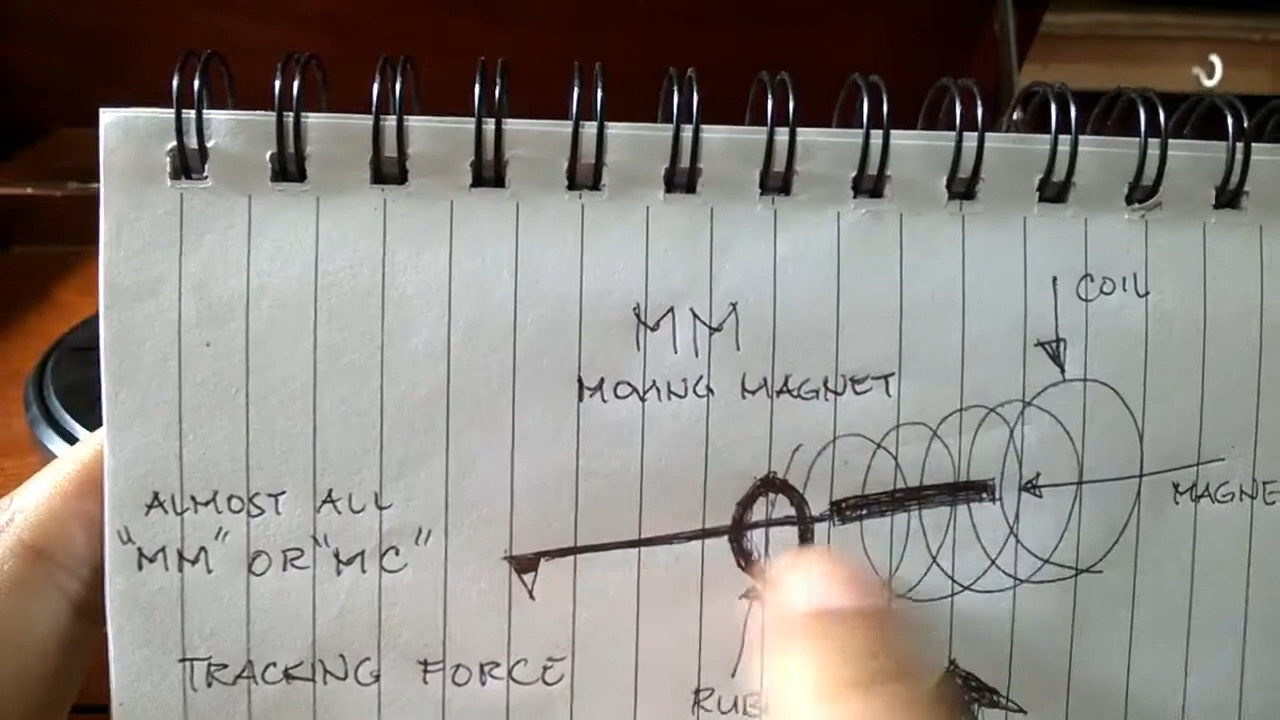 COIL
MM
MOVING MAGNET
ALMOST ALL
"MM" OR "MC"
TRACKING FORCE